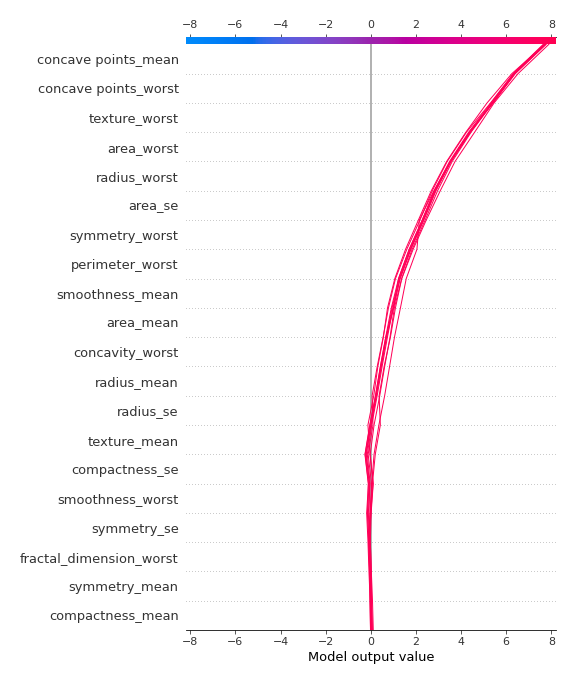 −8 −6 −4 −2 0 2 4 6 8
concave points_mean
concave points_worst
texture_worst
area_worst
radius_worst
area_se
symmetry_worst
perimeter_worst
smoothness_mean
area_mean
concavity_worst
radius_mean
radius_se
texture_mean
compactness_se
smoothness_worst
symmetry_se
fractal_dimension_worst
symmetry_mean
compactness_mean
−8 −6 −4 −2 0 2 4 6 8
Model output value